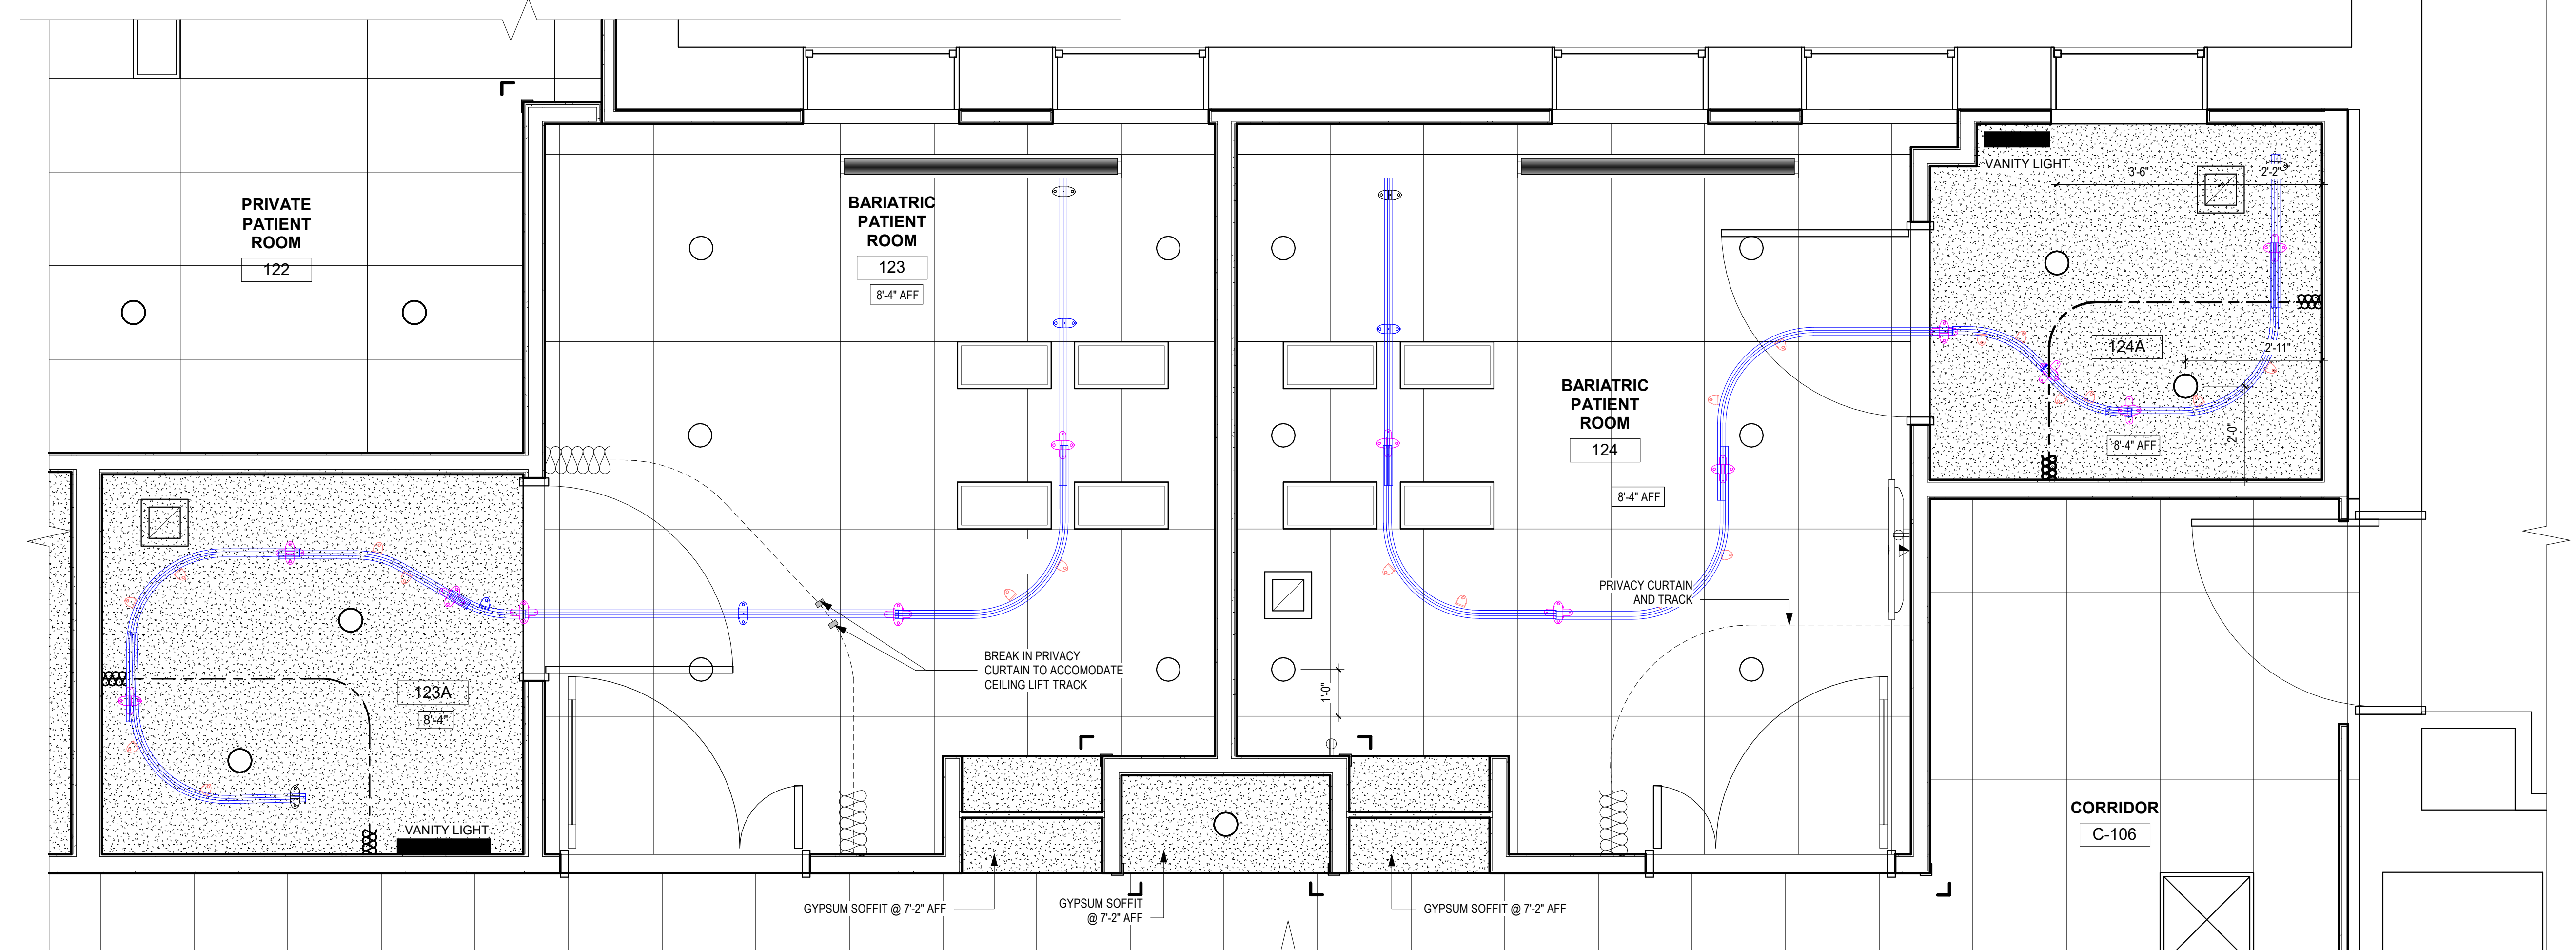 VANITY LIGHT
3'-6"
2'-2"
PRIVATE
PATIENT
ROOM
122
BARIATRIC
PATIENT
ROOM
123
8'-4" AFF
124A
2'-11"
8'-4" AFF
2'-0"
BARIATRIC
PATIENT
ROOM
124
8'-4" AFF
PRIVACY CURTAIN
AND TRACK
BREAK IN PRIVACY
CURTAIN TO ACCOMODATE
CEILING LIFT TRACK
1'-0"
123A
8'-4"
VANITY LIGHT
CORRIDOR
C-106
GYPSUM SOFFIT @ 7'-2" AFF
GYPSUM SOFFIT
@ 7'-2" AFF
GYPSUM SOFFIT @ 7'-2" AFF